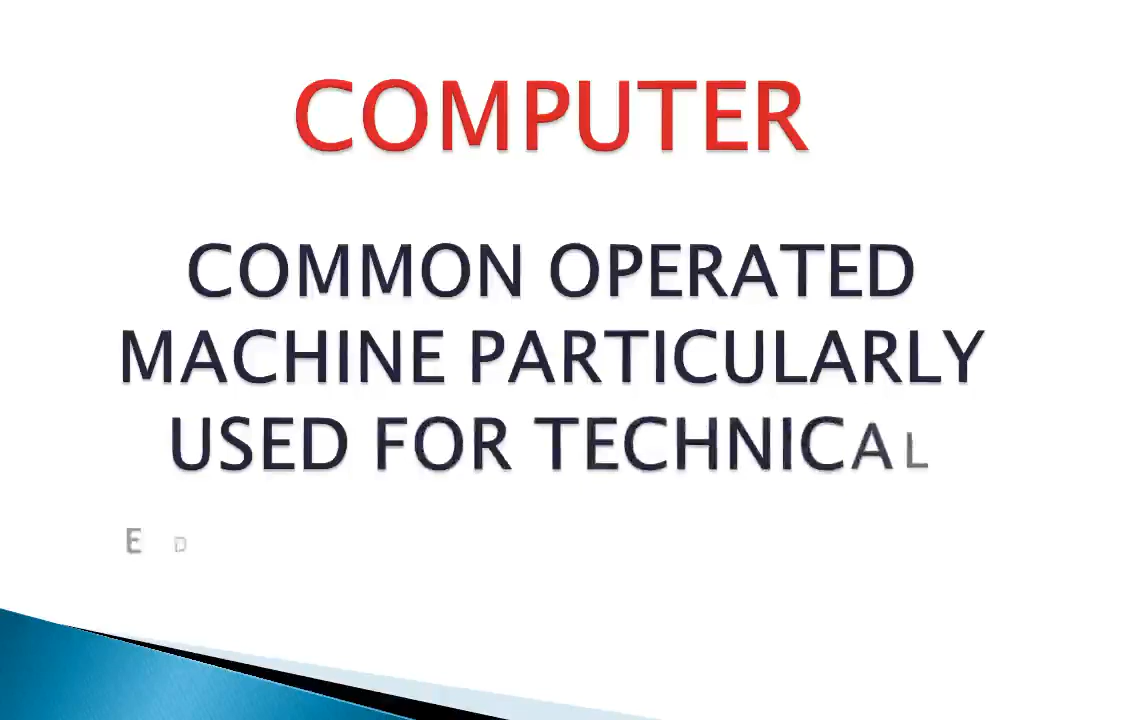 COMPUTER
COMMON OPERATED
MACHINE PARTICULARLY
USED FOR TECHNICAL
E D